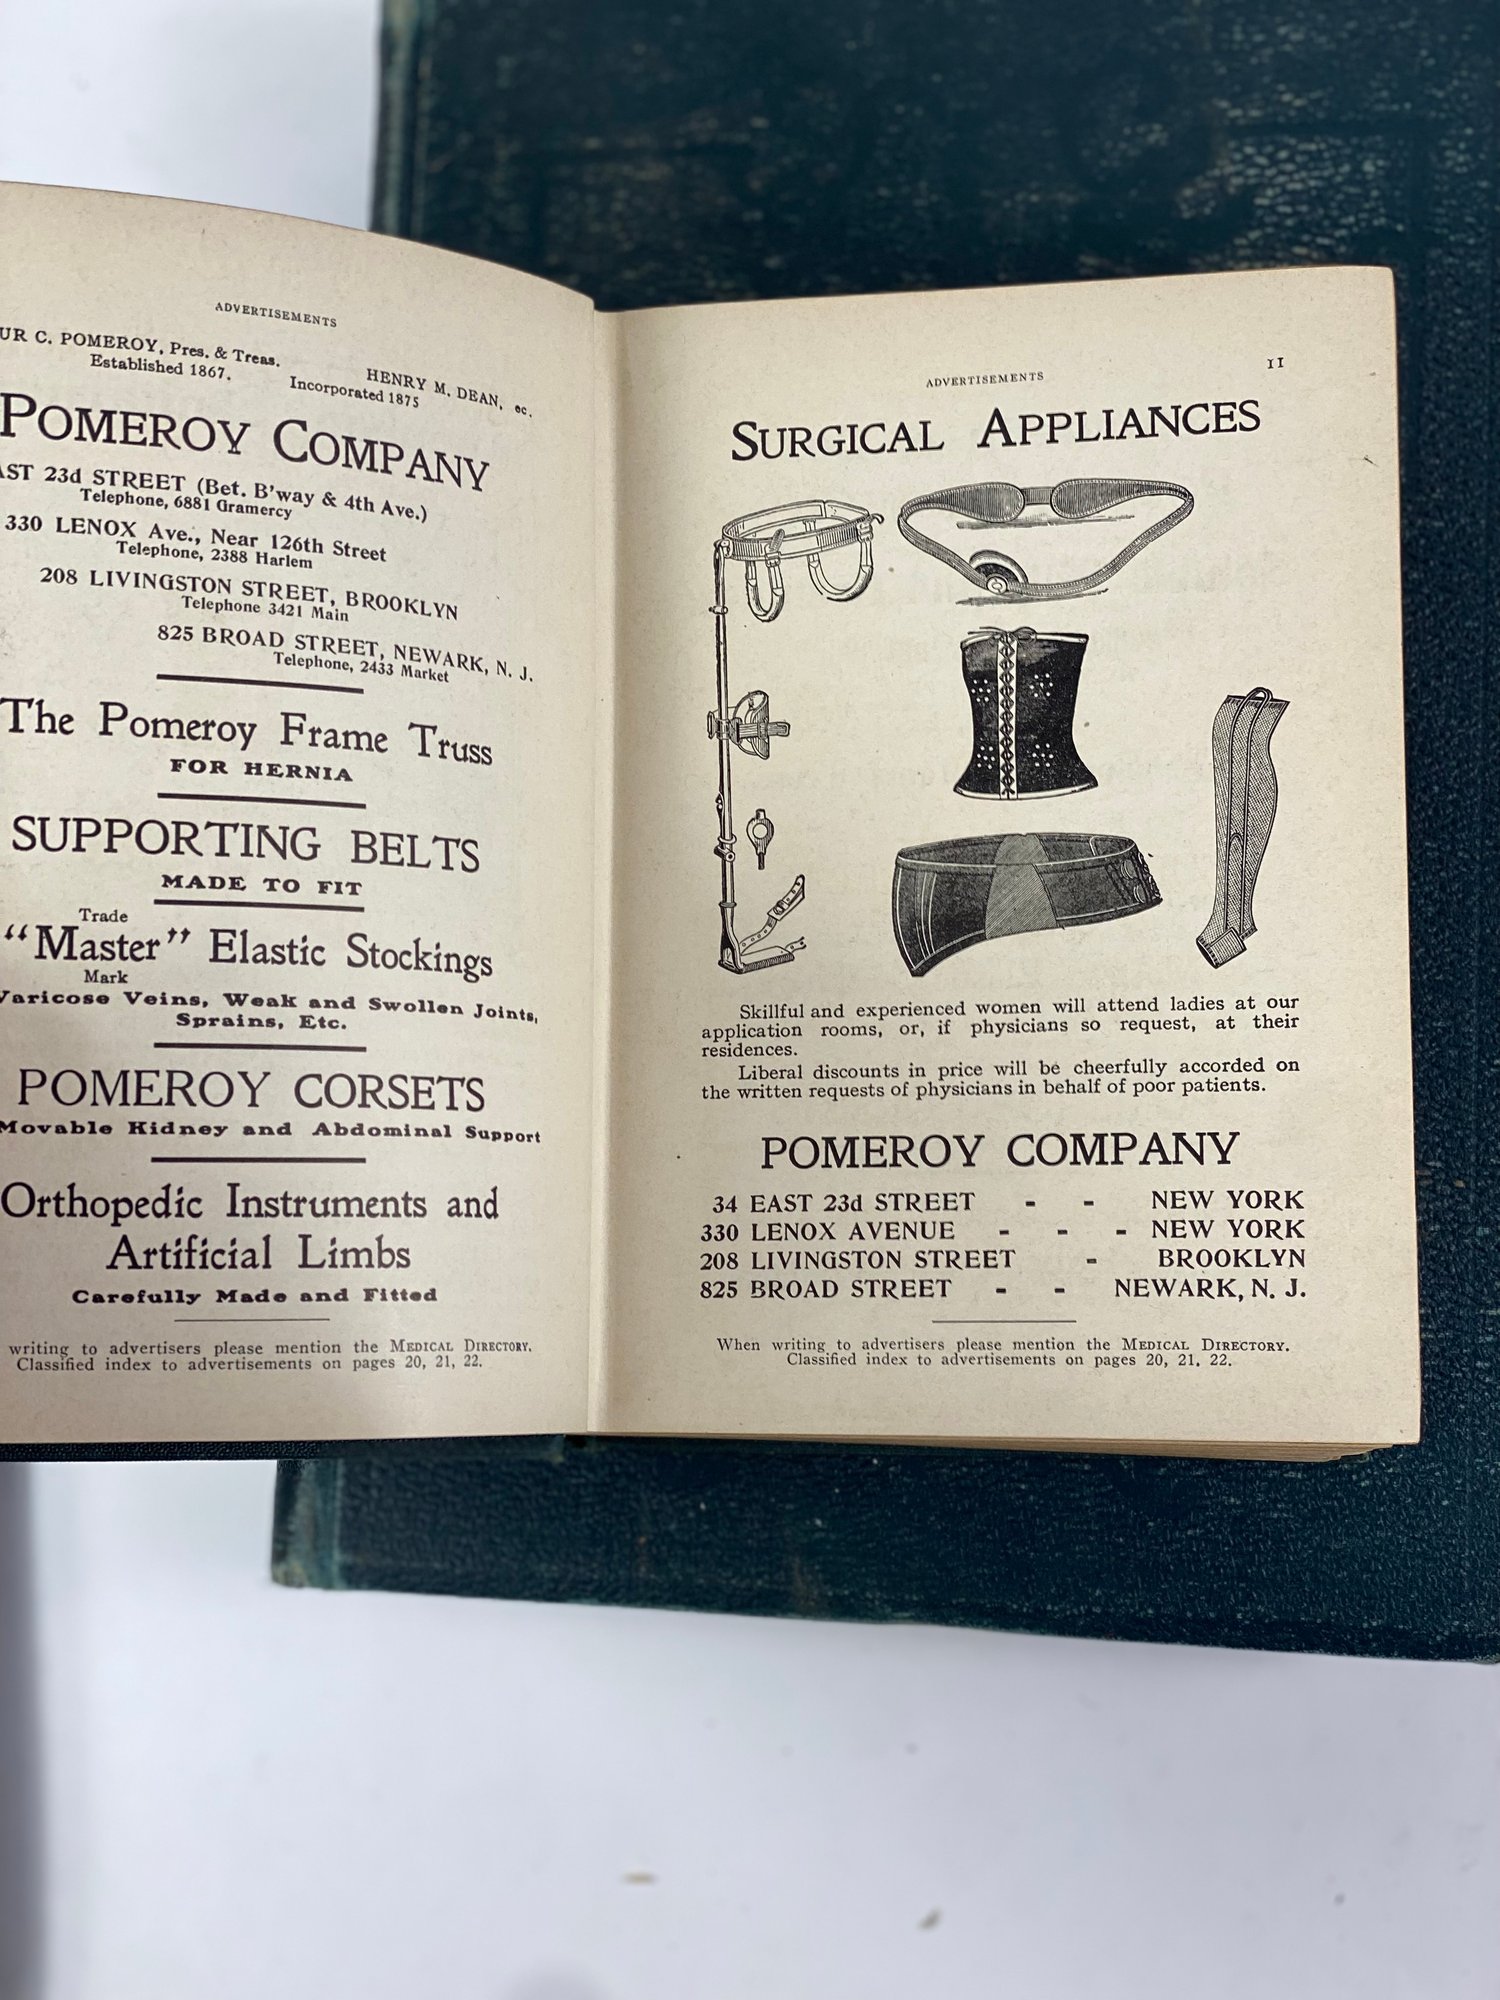 ADVERTISEMENTS
UR C. POMEROY, Pres. & Treas.
HENRY M. DEAN, ec.
Established 1867.
Incorporated 1875
POMEROY COMPANY
AST 23d STREET (Bet. B'way & 4th Ave.)
Telephone, 6881 Gramercy
330 LENOX Ave., Near 126th Street
Telephone, 2388 Harlem
208 LIVINGSTON STREET, BROOKLYN
Telephone 3421 Main
825 BROAD STREET, NEWARK, N. J.
Telephone, 2433 Market
The Pomeroy Frame Truss
FOR HERNIA
SUPPORTING BELTS
MADE TO FIT
Trade
"Master" Elastic Stockings
Mark
Varicose Veins, Weak and Swollen Joints,
Sprains, Etc.
POMEROY CORSETS
Movable Kidney and Abdominal Support
Orthopedic Instruments and
Artificial Limbs
Carefully Made and Fitted
writing to advertisers please mention the MEDICAL DIRECTORY.
Classified index to advertisements on pages 20, 21, 22.
ADVERTISEMENTS
11
SURGICAL APPLIANCES
Skillful and experienced women will attend ladies at our
application rooms, or, if physicians so request, at their
residences.
Liberal discounts in price will be cheerfully accorded on
the written requests of physicians in behalf of poor patients.
POMEROY COMPANY
34 EAST 23d STREET - - NEW YORK
330 LENOX AVENUE - - - NEW YORK
208 LIVINGSTON STREET - BROOKLYN
825 BROAD STREET - - NEWARK, N. J.
When writing to advertisers please mention the MEDICAL DIRECTORY.
Classified index to advertisements on pages 20, 21, 22.